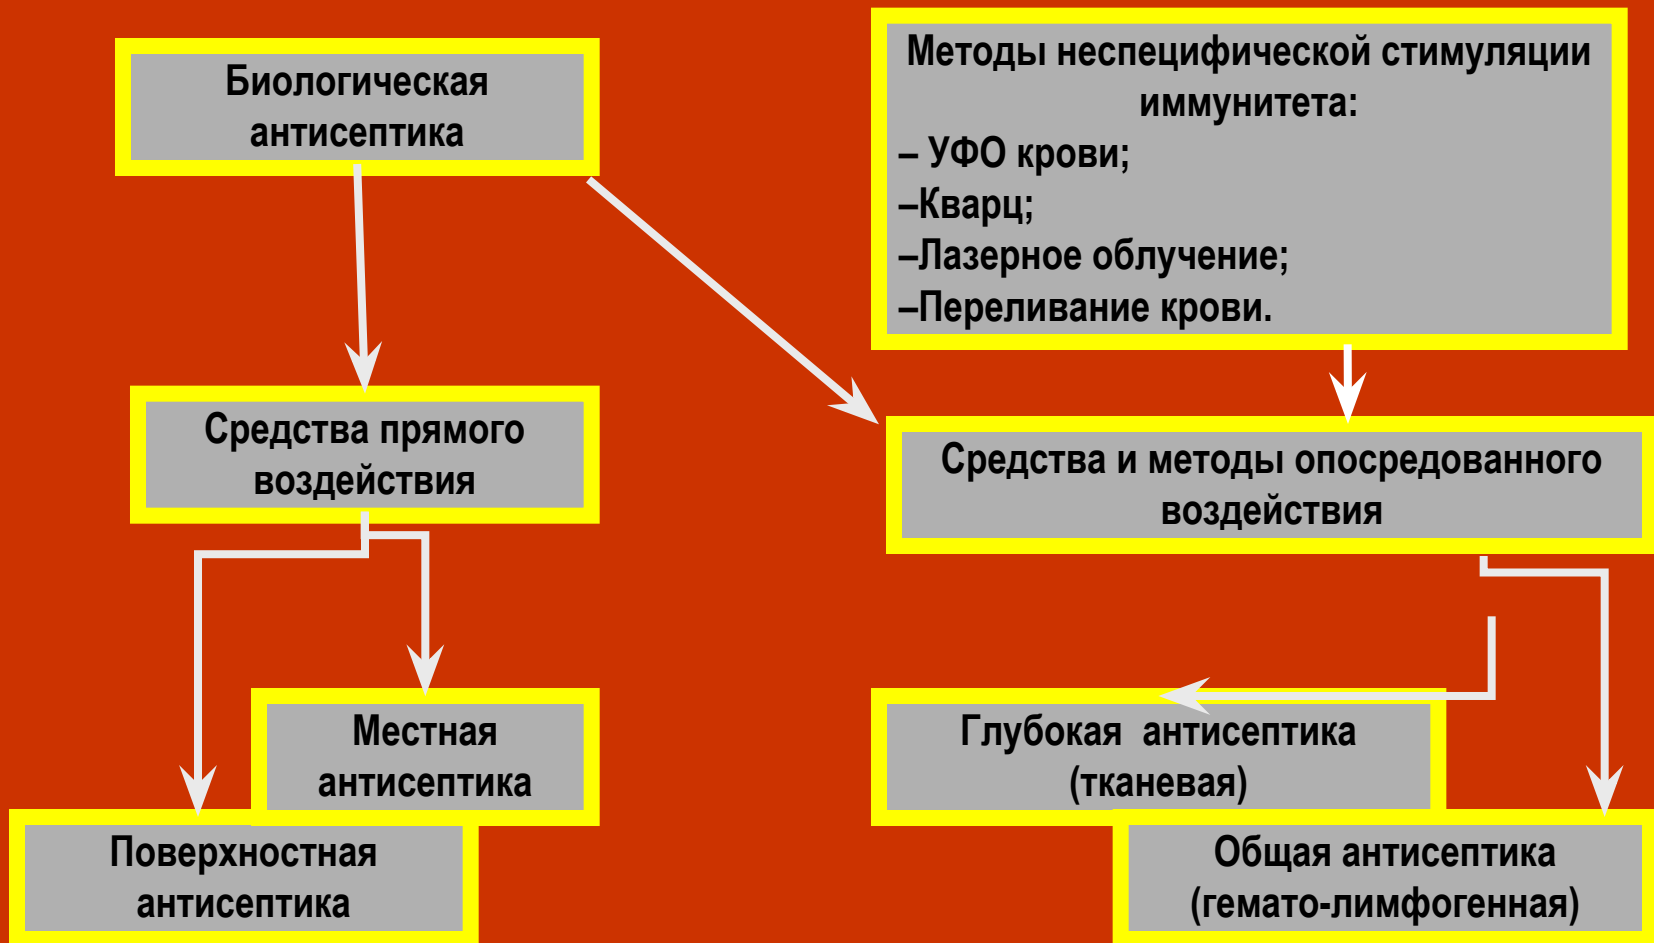 Биологическая
антисептика
Методы неспецифической стимуляции
иммунитета:
– УФО крови;
–Кварц;
–Лазерное облучение;
–Переливание крови.
Средства прямого
воздействия
Средства и методы опосредованного
воздействия
Местная
антисептика
Поверхностная
антисептика
Глубокая  антисептика
(тканевая)
Общая антисептика
(гемато-лимфогенная)